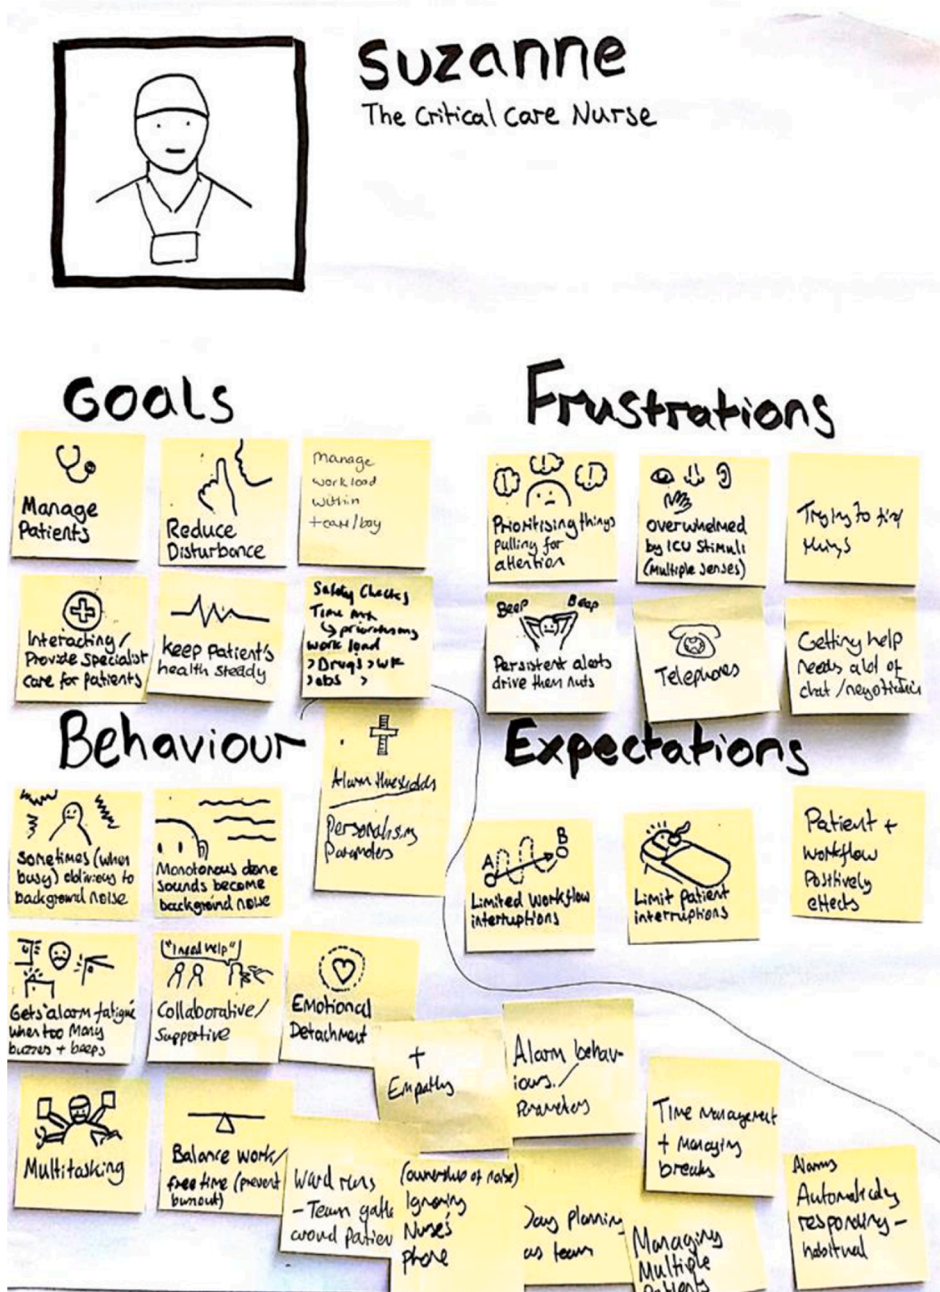 Suzanne
The Critical Care Nurse
Goals
Manage
Patients
Reduce
Disturbance
Manage
workload
within
team/bay
Interacting/
Provide specialist
care for patients
keep patient's
health steady
Safety Checks
Time
prioritising
work load
>Drugs >
>obs >
Frustrations
Prioritising things
pulling for
attention
overwhelmed
by ICU Stimuli
(Multiple senses)
Trying to find
things
Beep Beep
Persistent alerts
drive them nuts
Telephones
Getting help
needs a lot of
chat/negotiation
Behaviour
Alarm thresholds
Personalising
Parameters
Sometimes (when
busy) oblivious to
background noise
Monotonous done
sounds become
background noise
Gets alarm fatigue
when too many
buzzes + beeps
"I need help"
Collaborative/
Supportive
Emotional
Detachment
+
Empathy
Alarm behav-
iours/
Parameters
Multitasking
Balance work/
free time (prevent
burnout)
Ward runs
- Team gath
around Patien
(ownership of noise)
Ignoring
Nurse's
phone
Day planning
as team
Time management
+ Managing
breaks
Managing
Multiple
Patients
Alarms
Automatically
responding -
habitual
Expectations
A B
Limited Workflow
interruptions
Limit Patient
interruptions
Patient +
workflow
Positively
effects